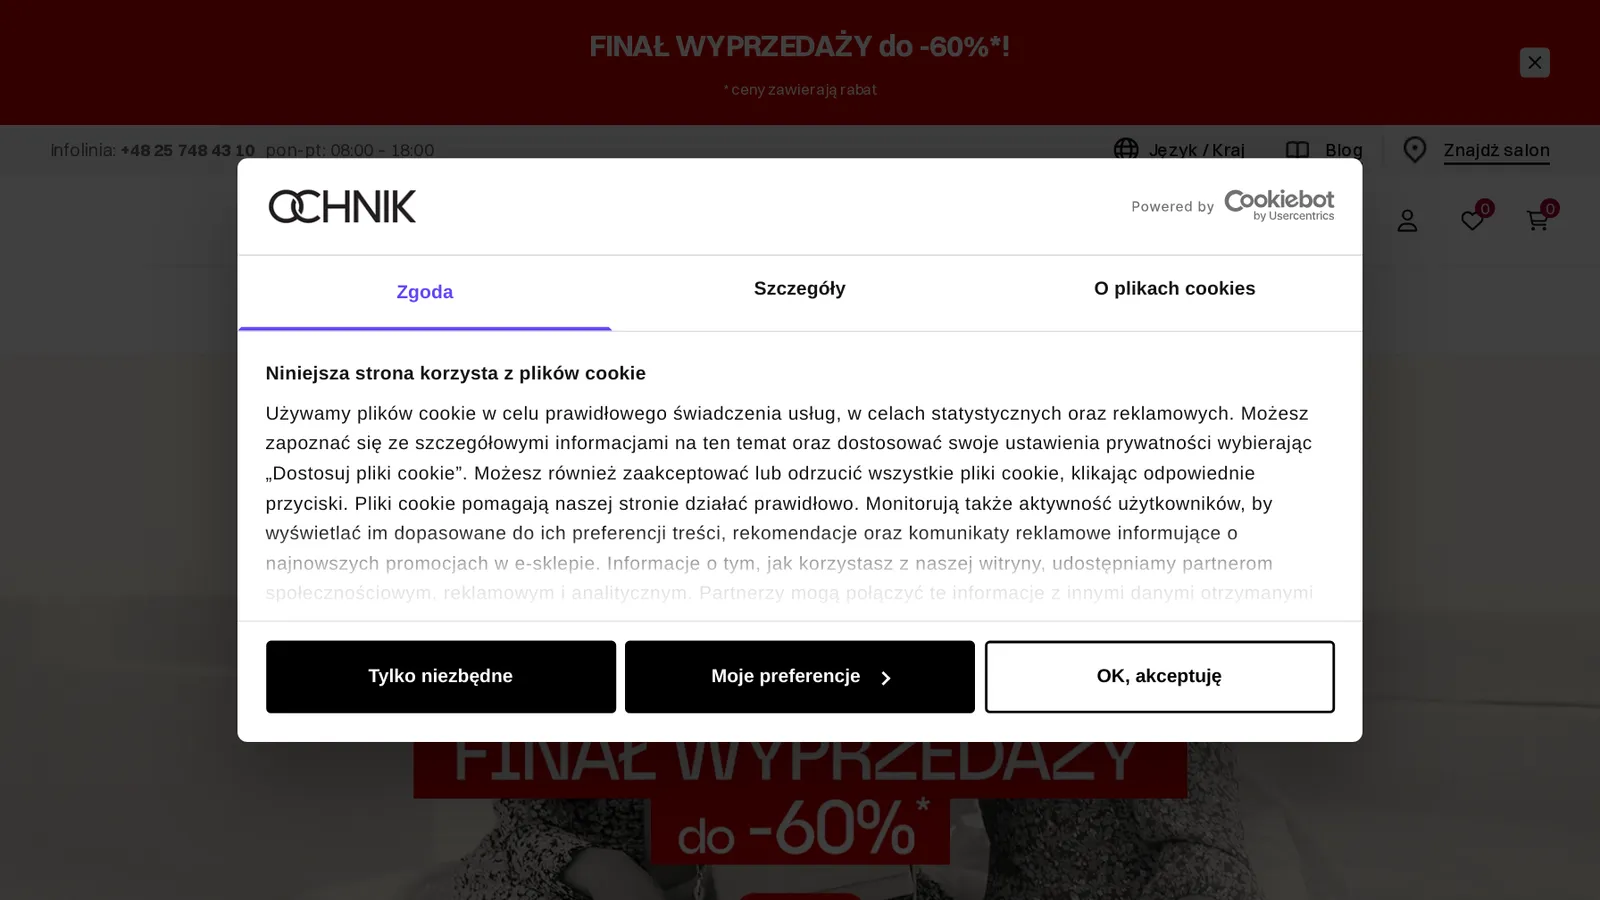 FINAŁ WYPRZEDAŻY do -60%*!
* ceny zawierają rabat
infolinia: +48 25 748 43 10 pon-pt: 08:00 - 18:00
Język / Kraj
Blog
Znajdź salon
0
0
OCHNIK
Powered by Cookiebot
by Usercentrics
Zgoda
Szczegóły
O plikach cookies
Niniejsza strona korzysta z plików cookie
Używamy plików cookie w celu prawidłowego świadczenia usług, w celach statystycznych oraz reklamowych. Możesz
zapoznać się ze szczegółowymi informacjami na ten temat oraz dostosować swoje ustawienia prywatności wybierając
„Dostosuj pliki cookie”. Możesz również zaakceptować lub odrzucić wszystkie pliki cookie, klikając odpowiednie
przyciski. Pliki cookie pomagają naszej stronie działać prawidłowo. Monitorują także aktywność użytkowników, by
wyświetlać im dopasowane do ich preferencji treści, rekomendacje oraz komunikaty reklamowe informujące o
najnowszych promocjach w e-sklepie. Informacje o tym, jak korzystasz z naszej witryny, udostępniamy partnerom
społecznościowym, reklamowym i analitycznym. Partnerzy mogą połączyć te informacje z innymi danymi otrzymanymi
Tylko niezbędne
Moje preferencje
OK, akceptuję
FINAŁ WYPRZEDAŻY
do -60%*